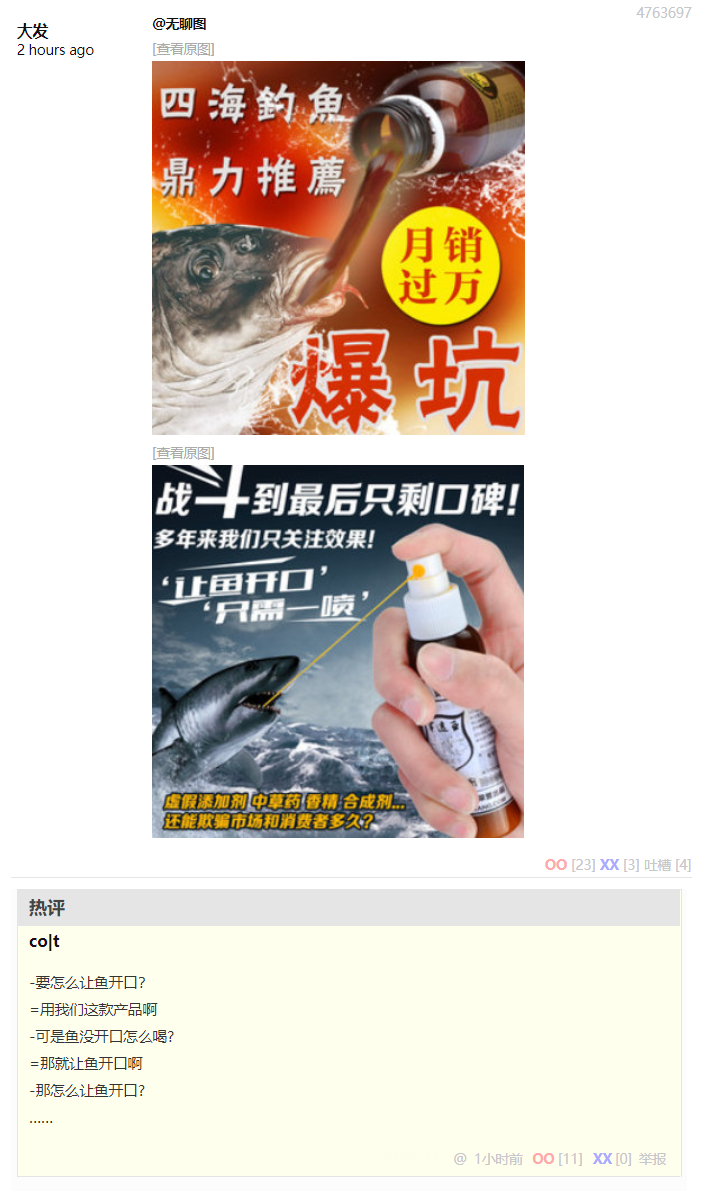 4763697
大发
2 hours ago
@无聊图
[查看原图]
四海釣魚
鼎力推薦
月销
过万
爆坑
[查看原图]
战斗到最后只剩口碑!
多年来我们只关注效果!
‘让鱼开口’
‘只需一喷’
虚假添加剂 中草药 香精 合成剂...
还能欺骗市场和消费者多久?
OO [23] XX [3] 吐槽 [4]
热评
co|t
-要怎么让鱼开口?
=用我们这款产品啊
-可是鱼没开口怎么喝?
=那就让鱼开口啊
-那怎么让鱼开口?
......
@ 1小时前 OO [11] XX [0] 举报